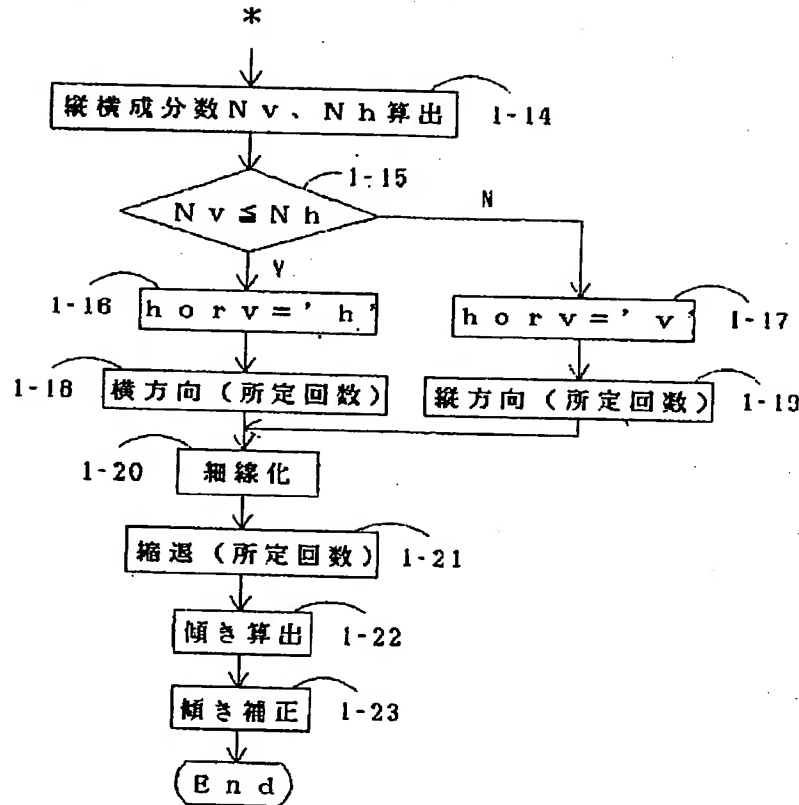 *
縦横成分数Nv、Nh算出 1-14
1-15
Nv≦Nh N
Y
1-16 horv='h' horv='v' 1-17
1-18 横方向(所定回数) 縦方向(所定回数) 1-19
1-20 細線化
縮退(所定回数) 1-21
傾き算出 1-22
傾き補正 1-23
End